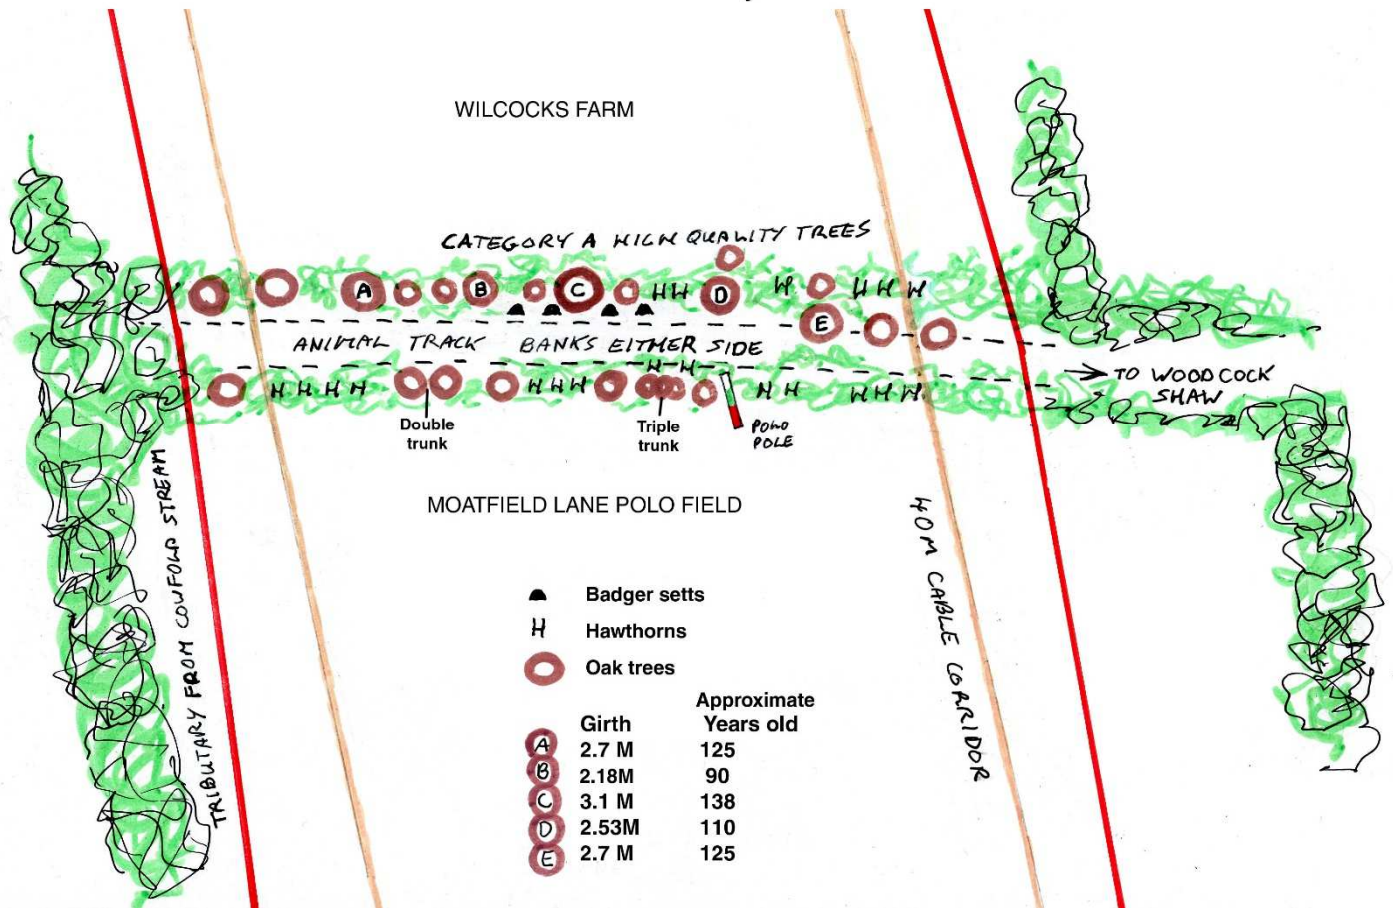 WILCOCKS FARM
CATEGORY A HIGH QUALITY TREES
A
B
C
H H
D
H
H H H
E
ANIMAL TRACK BANKS EITHER SIDE
H H
H H H H
H H H
H H
H H H
→ TO WOODCOCK
SHAW
Double
trunk
Triple
trunk
POLO
POLE
TRIBUTARY FROM COWFOLD STREAM
MOATFIELD LANE POLO FIELD
40M CABLE CORRIDOR
Badger setts
H Hawthorns
Oak trees
Approximate
Girth Years old
A 2.7 M 125
B 2.18M 90
C 3.1 M 138
D 2.53M 110
E 2.7 M 125